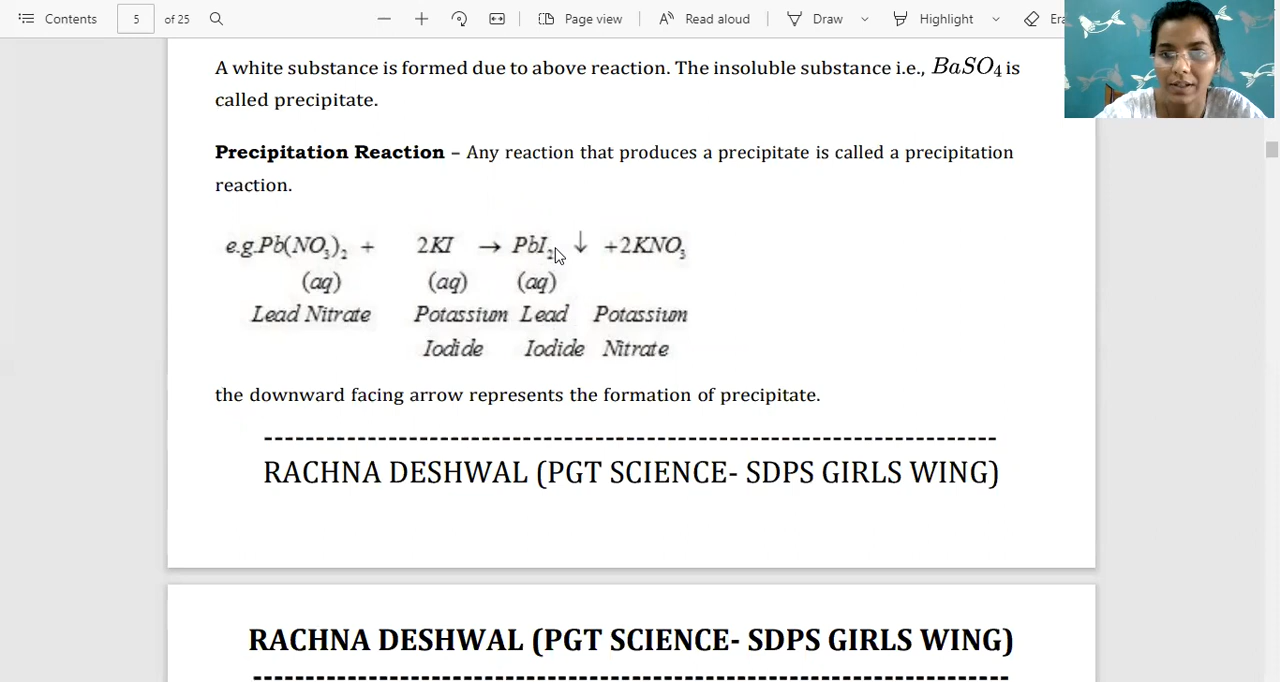 Contents 5 of 25 Page view Read aloud Draw Highlight
A white substance is formed due to above reaction. The insoluble substance i.e., BaSO₄ is
called precipitate.
Precipitation Reaction – Any reaction that produces a precipitate is called a precipitation
reaction.
e.g.Pb(NO₃)₂ + 2KI → PbI₂ ↓ +2KNO₃
(aq) (aq) (aq)
Lead Nitrate Potassium Lead Potassium
Iodide Iodide Nitrate
the downward facing arrow represents the formation of precipitate.
-----------------------------------------------------------------------
RACHNA DESHWAL (PGT SCIENCE- SDPS GIRLS WING)
RACHNA DESHWAL (PGT SCIENCE- SDPS GIRLS WING)
-----------------------------------------------------------------------